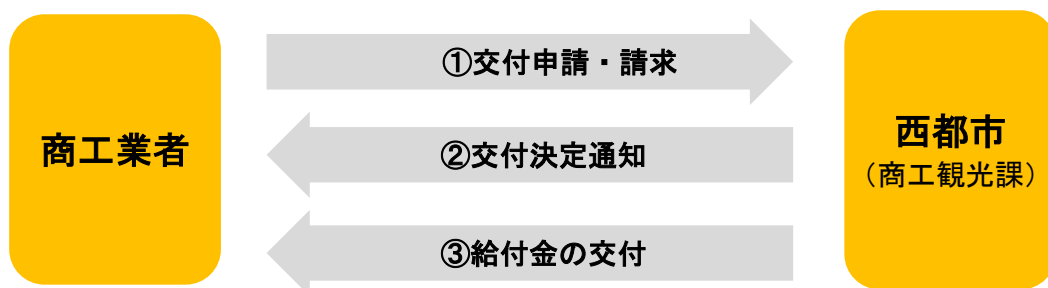 商工業者
①交付申請・請求
②交付決定通知
③給付金の交付
西都市
（商工観光課）